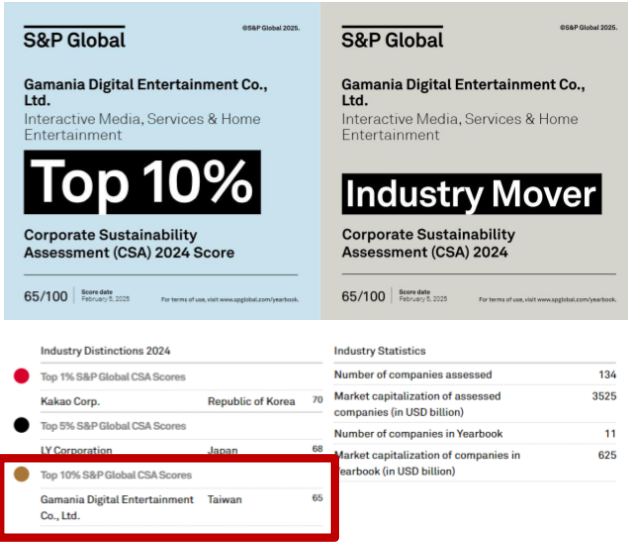 S&P Global
©S&P Global 2025.
Gamania Digital Entertainment Co.,
Ltd.
Interactive Media, Services & Home
Entertainment
Top 10%
Corporate Sustainability
Assessment (CSA) 2024 Score
65/100
Score date
February 5, 2025
For terms of use, visit www.spglobal.com/yearbook.
S&P Global
©S&P Global 2025.
Gamania Digital Entertainment Co.,
Ltd.
Interactive Media, Services & Home
Entertainment
Industry Mover
Corporate Sustainability
Assessment (CSA) 2024
65/100
Score date
February 5, 2025
For terms of use, visit www.spglobal.com/yearbook.
Industry Distinctions 2024
Top 1% S&P Global CSA Scores
Kakao Corp. Republic of Korea 70
Top 5% S&P Global CSA Scores
LY Corporation Japan 68
Top 10% S&P Global CSA Scores
Gamania Digital Entertainment Taiwan 65
Co., Ltd.
Industry Statistics
Number of companies assessed 134
Market capitalization of assessed 3525
companies (in USD billion)
Number of companies in Yearbook 11
Market capitalization of companies in 625
Yearbook (in USD billion)